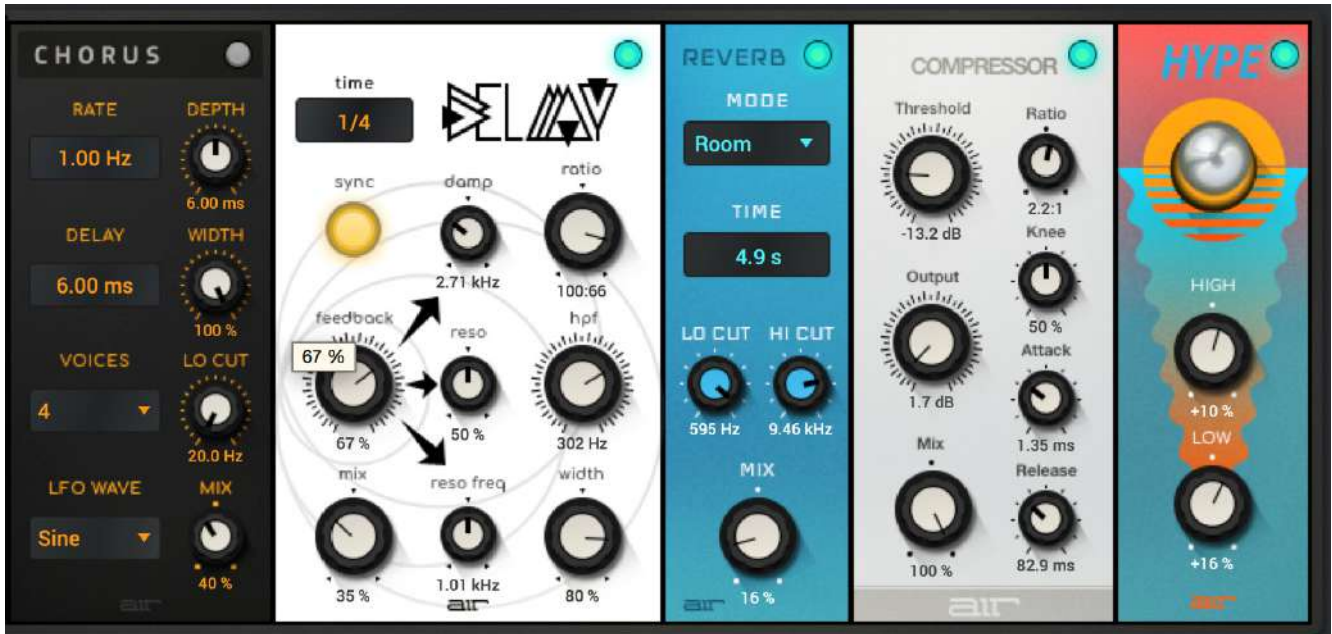 CHORUS
RATE
DEPTH
1.00 Hz
6.00 ms
DELAY
WIDTH
6.00 ms
100 %
VOICES
LO CUT
4
20.0 Hz
LFO WAVE
MIX
Sine
40 %
air
time
1/4
DELAY
sync
damp
ratio
2.71 kHz
100:66
feedback
reso
hpf
67 %
67 %
50 %
302 Hz
mix
reso freq
width
35 %
1.01 kHz
80 %
air
REVERB
MODE
Room
TIME
4.9 s
LO CUT
HI CUT
595 Hz
9.46 kHz
MIX
16 %
air
COMPRESSOR
Threshold
Ratio
-13.2 dB
2.2:1
Knee
Output
50 %
Attack
1.7 dB
1.35 ms
Mix
Release
100 %
82.9 ms
air
HYPE
HIGH
+10 %
LOW
+16 %
air